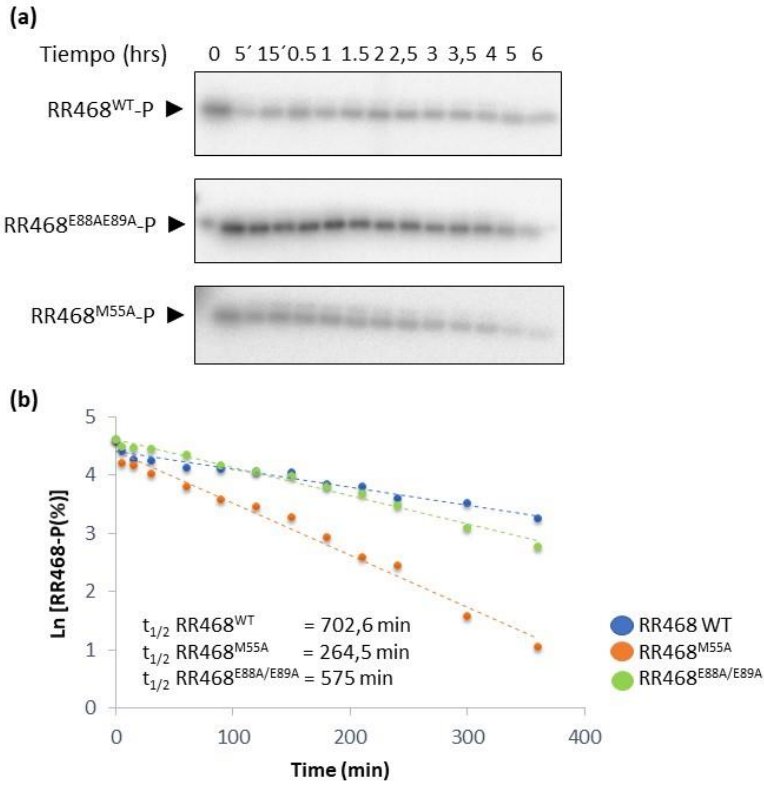 (a)
Tiempo (hrs) 0 5´ 15´ 0.5 1 1.5 2 2,5 3 3,5 4 5 6
RR468WT-P
RR468E88AE89A-P
RR468M55A-P
(b)
Ln [RR468-P(%)]
5
4
3
2
1
0
t1/2 RR468WT = 702,6 min
t1/2 RR468M55A = 264,5 min
t1/2 RR468E88A/E89A = 575 min
RR468 WT
RR468M55A
RR468E88A/E89A
0 100 200 300 400
Time (min)